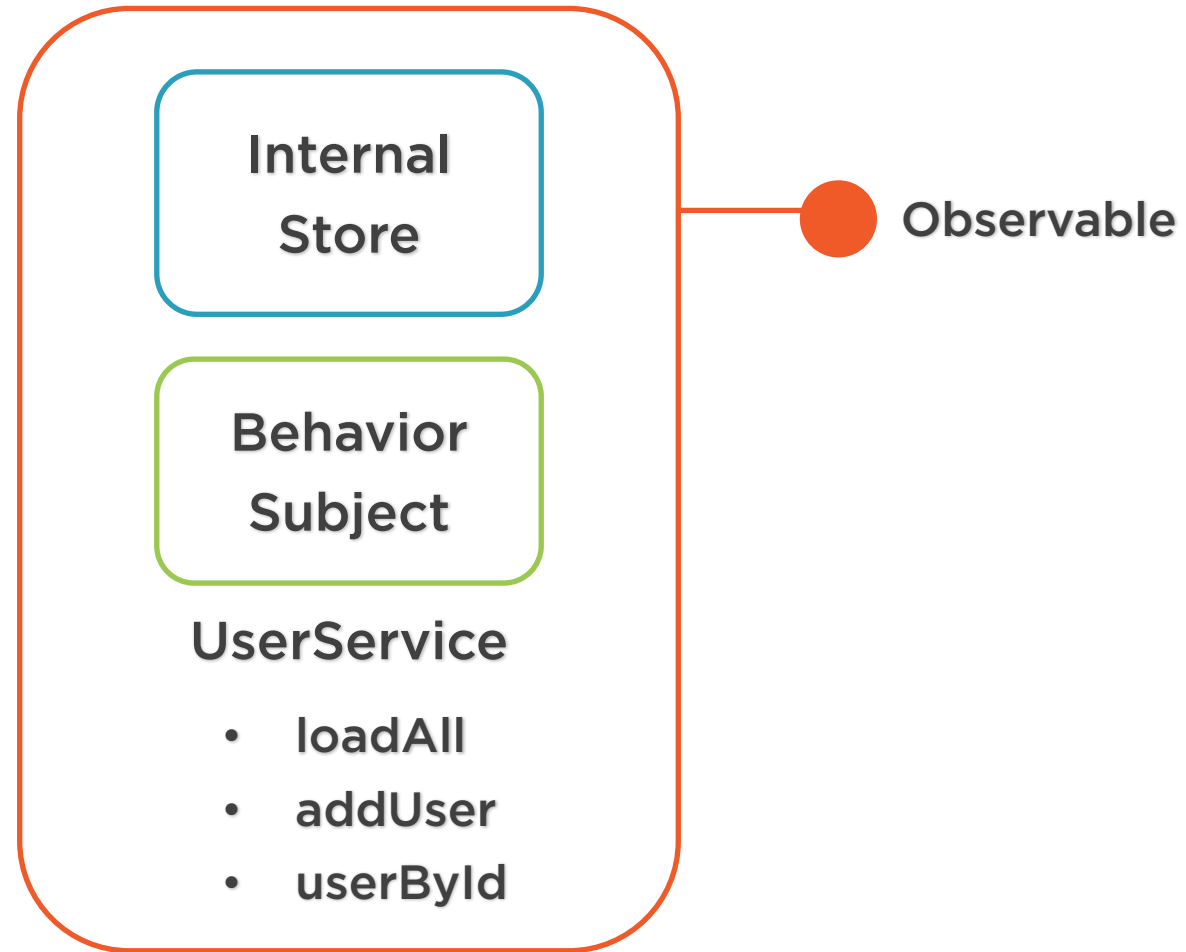 Internal
Store
Observable
Behavior
Subject
UserService
• loadAll
• addUser
• userById